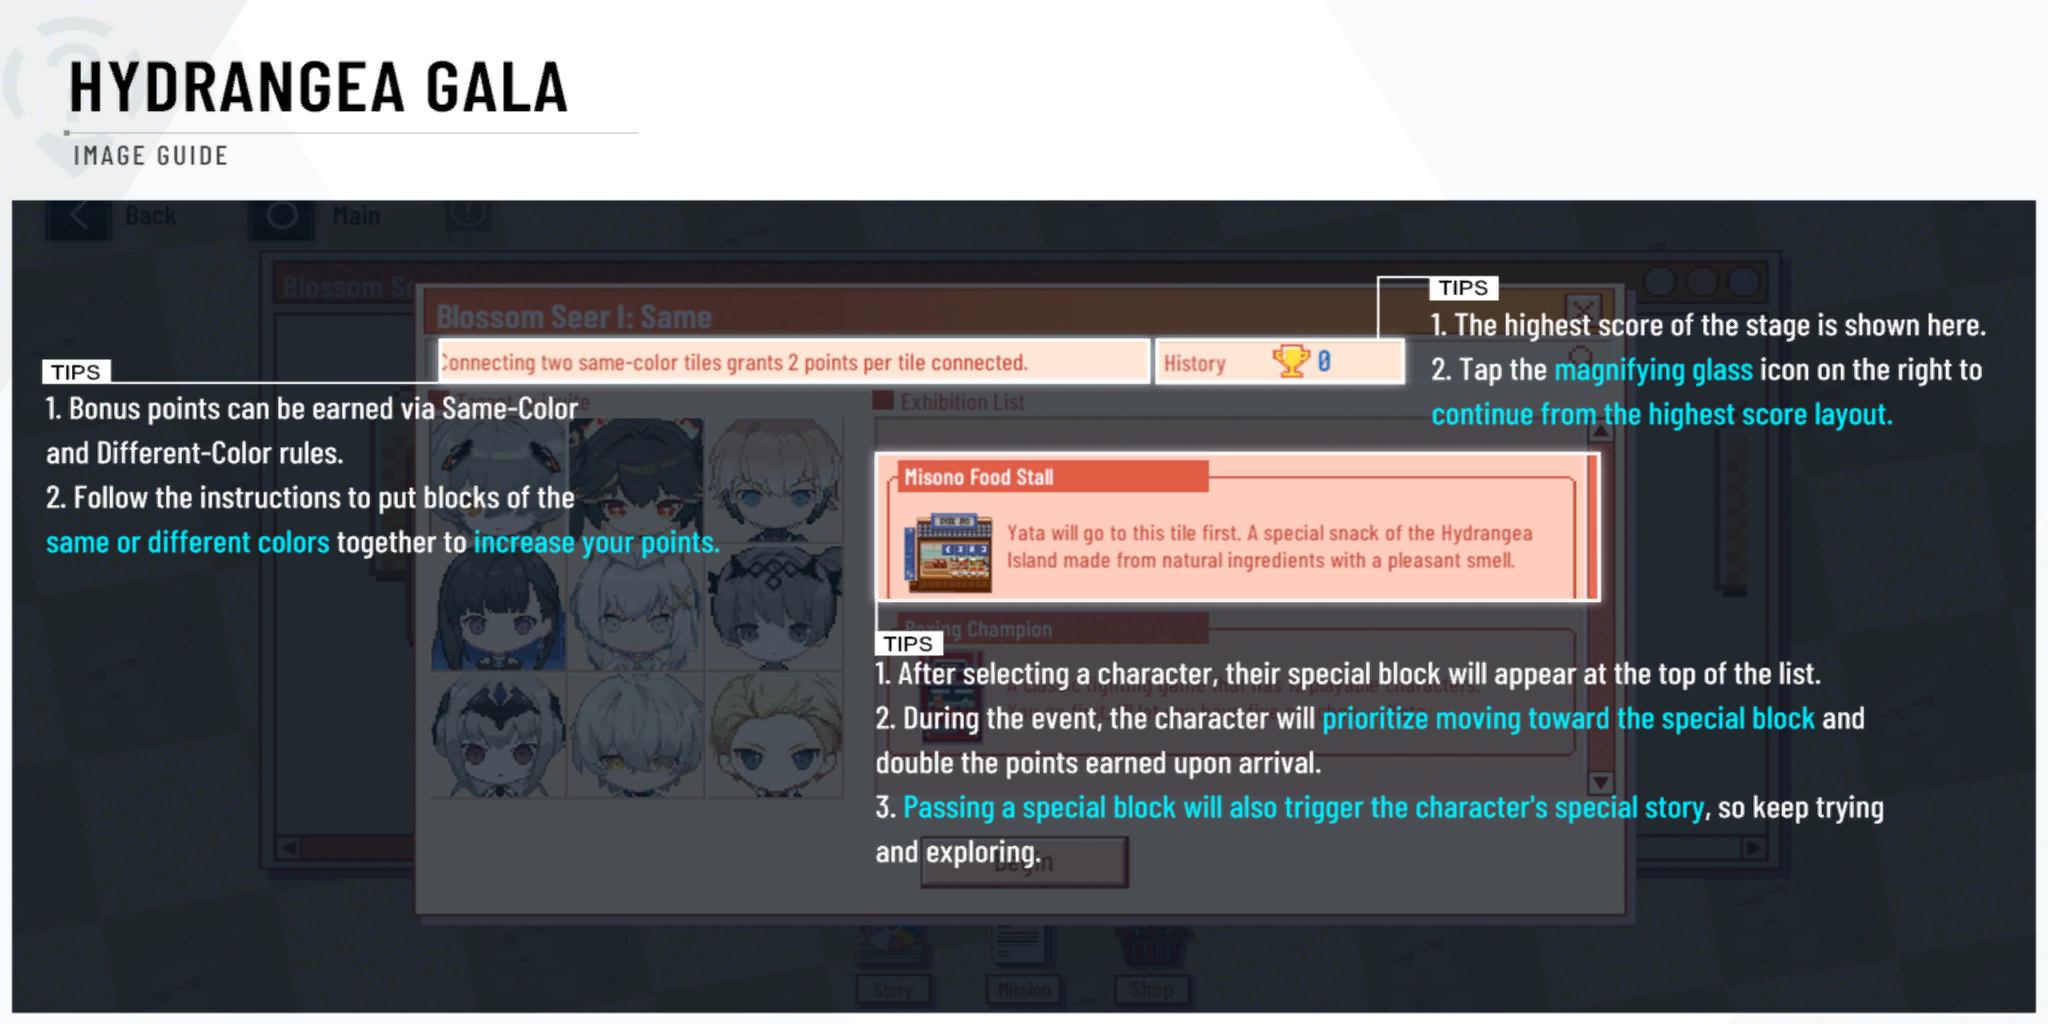 HYDRANGEA GALA
IMAGE GUIDE
Back
Main
Blossom Se
Blossom Seer I: Same
TIPS
1. The highest score of the stage is shown here.
2. Tap the magnifying glass icon on the right to
continue from the highest score layout.
Connecting two same-color tiles grants 2 points per tile connected.
History
0
TIPS
1. Bonus points can be earned via Same-Color
and Different-Color rules.
2. Follow the instructions to put blocks of the
same or different colors together to increase your points.
Exhibition List
Misono Food Stall
Yata will go to this tile first. A special snack of the Hydrangea
Island made from natural ingredients with a pleasant smell.
Boxing Champion
TIPS
1. After selecting a character, their special block will appear at the top of the list.
2. During the event, the character will prioritize moving toward the special block and
double the points earned upon arrival.
3. Passing a special block will also trigger the character's special story, so keep trying
and exploring.
Begin
Story
Mission
Shop